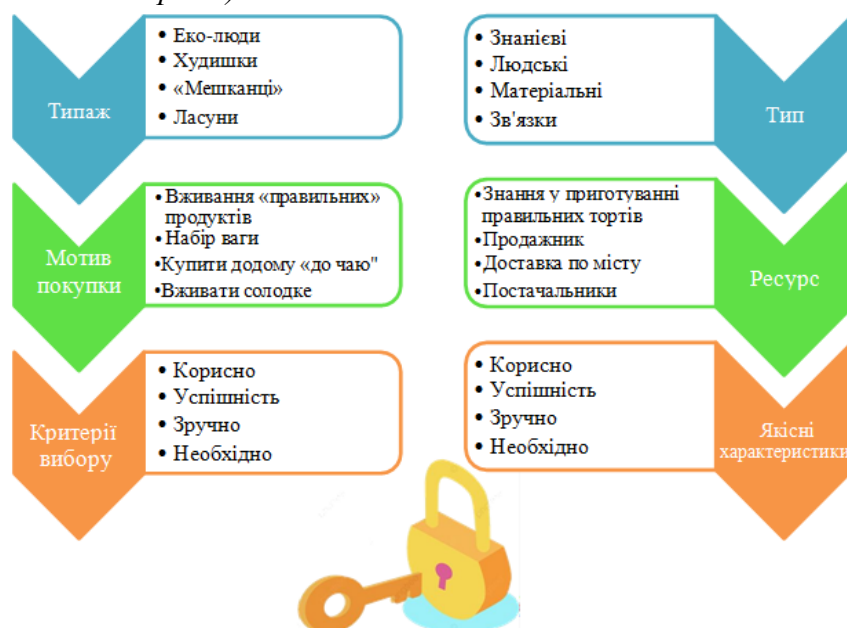 Типаж
• Еко-люди
• Худишки
• «Мешканці»
• Ласуни
Мотив
покупки
•Вживання «правильних»
продуктів
•Набір ваги
•Купити додому «до чаю"
•Вживати солодке
Критерії
вибору
• Корисно
• Успішність
• Зручно
• Необхідно
• Знанієві
• Людські
• Матеріальні
• Зв'язки
Тип
•Знання у приготуванні
правильних тортів
•Продажник
•Доставка по місту
•Постачальники
Ресурс
• Корисно
• Успішність
• Зручно
• Необхідно
Якісні
характеристики